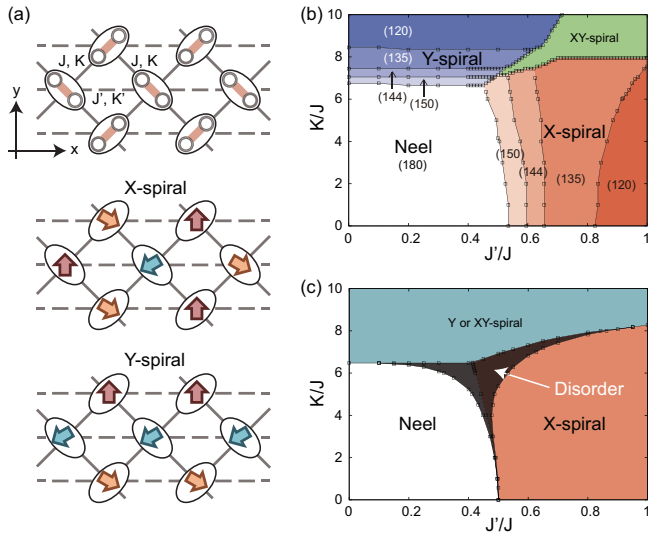 (a)
J, K
J, K
J', K'
y
x
X-spiral
Y-spiral
(b)
K/J
10
8
6
4
2
0
(120)
(135)
Y-spiral
XY-spiral
(144)
(150)
Neel
(180)
X-spiral
(150)
(144)
(135)
(120)
0
0.2
0.4
0.6
0.8
1
J'/J
(c)
K/J
10
8
6
4
2
0
Y or XY-spiral
Disorder
Neel
X-spiral
0
0.2
0.4
0.6
0.8
1
J'/J